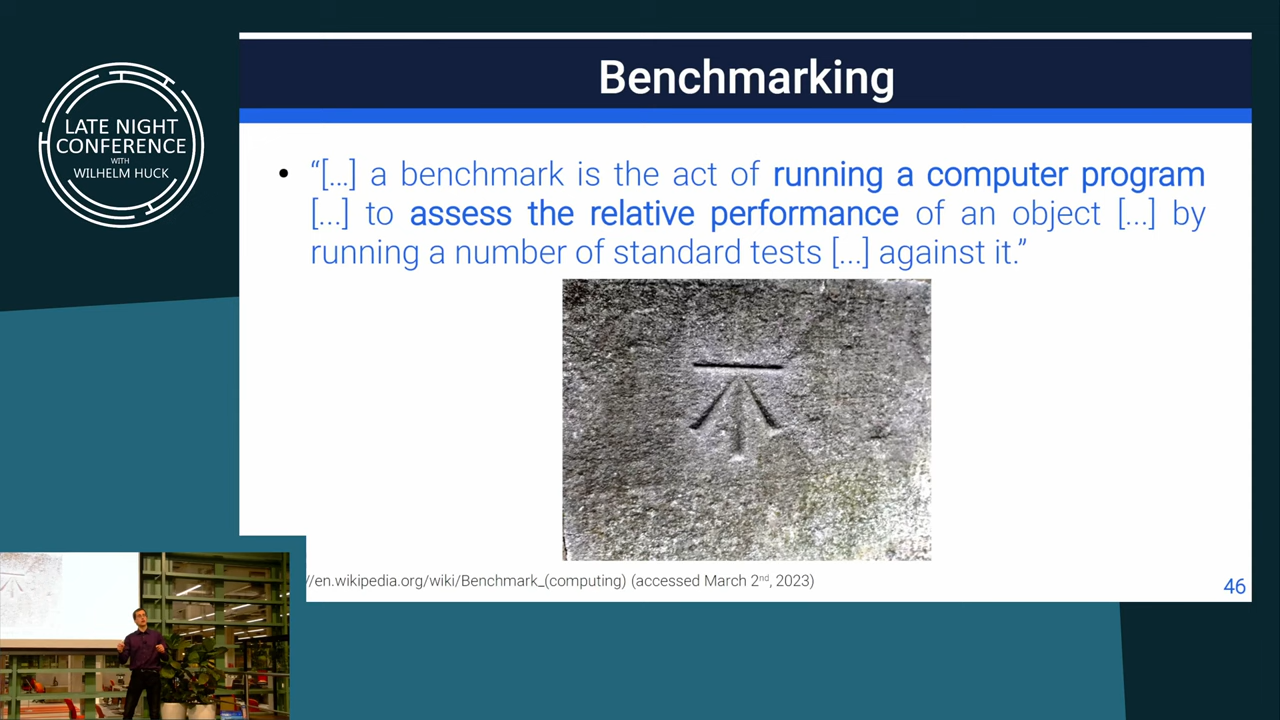 LATE NIGHT
CONFERENCE
WITH
WILHELM HUCK
Benchmarking
• “[...] a benchmark is the act of running a computer program
[...] to assess the relative performance of an object [...] by
running a number of standard tests [...] against it.”
//en.wikipedia.org/wiki/Benchmark_(computing) (accessed March 2nd, 2023)
46